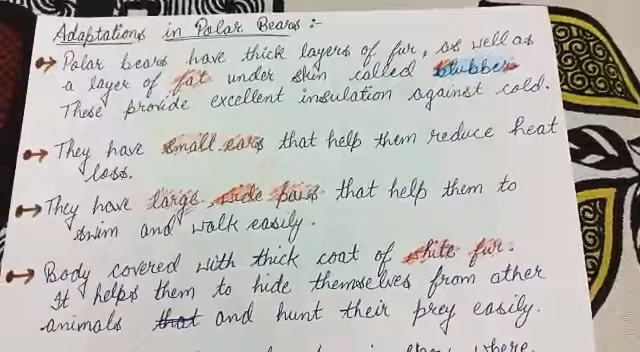 Adaptations in Polar Bears :-
Polar bears have thick layers of fur, as well as
a layer of fat under skin called blubber
These provide excellent insulation against cold.
They have small ears that help them reduce heat
loss.
They have large, wide paws that help them to
swim and walk easily.
Body covered with thick coat of white fur.
It helps them to hide themselves from other
animals that and hunt their prey easily.
where